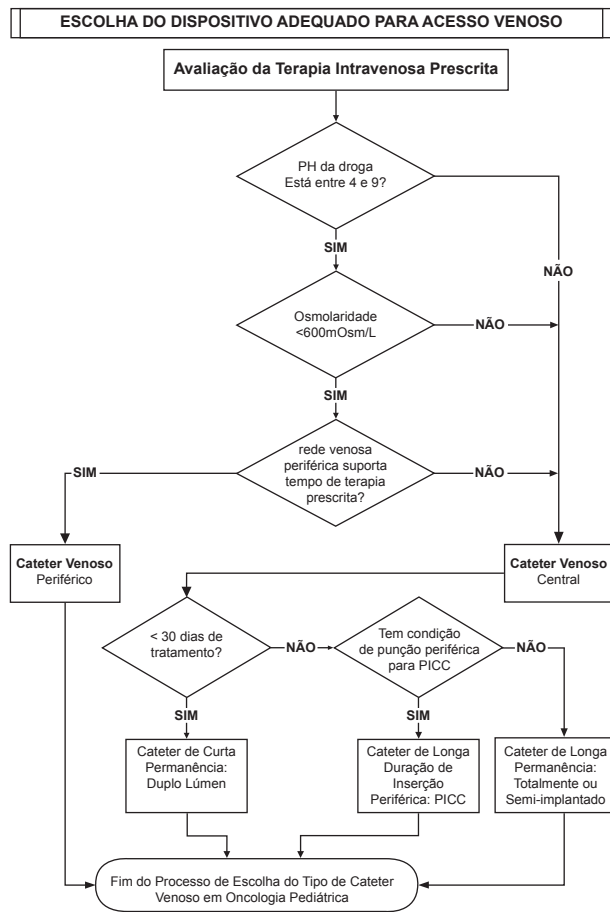 ESCOLHA DO DISPOSITIVO ADEQUADO PARA ACESSO VENOSO
Avaliação da Terapia Intravenosa Prescrita
PH da droga
Está entre 4 e 9?
SIM
NÃO
Osmolaridade
<600mOsm/L
NÃO
SIM
rede venosa
periférica suporta
tempo de terapia
prescrita?
SIM
NÃO
Cateter Venoso
Periférico
Cateter Venoso
Central
< 30 dias de
tratamento?
NÃO
Tem condição
de punção periférica
para PICC
NÃO
SIM
SIM
Cateter de Curta
Permanência:
Duplo Lúmen
Cateter de Longa
Duração de
Inserção
Periférica: PICC
Cateter de Longa
Permanência:
Totalmente ou
Semi-implantado
Fim do Processo de Escolha do Tipo de Cateter
Venoso em Oncologia Pediátrica